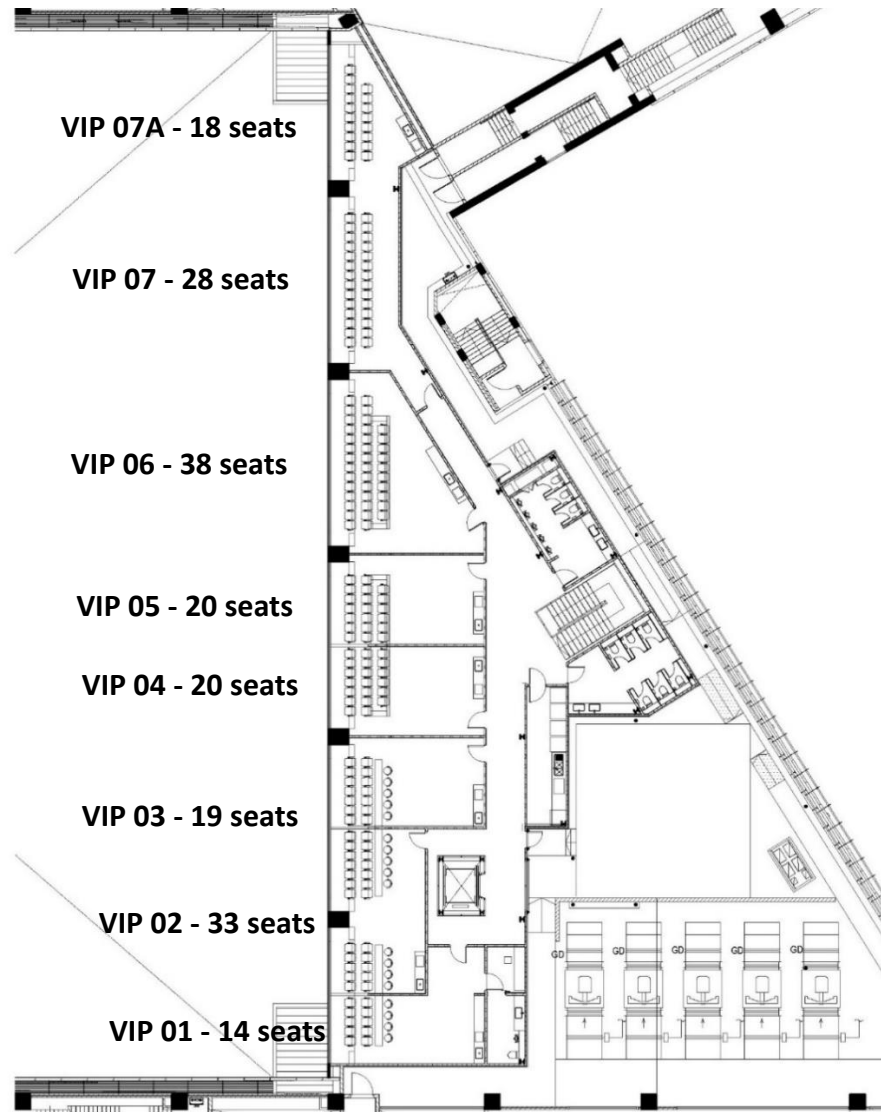 VIP 07A - 18 seats
VIP 07 - 28 seats
VIP 06 - 38 seats
VIP 05 - 20 seats
VIP 04 - 20 seats
VIP 03 - 19 seats
VIP 02 - 33 seats
VIP 01 - 14 seats
GD GD GD GD GD